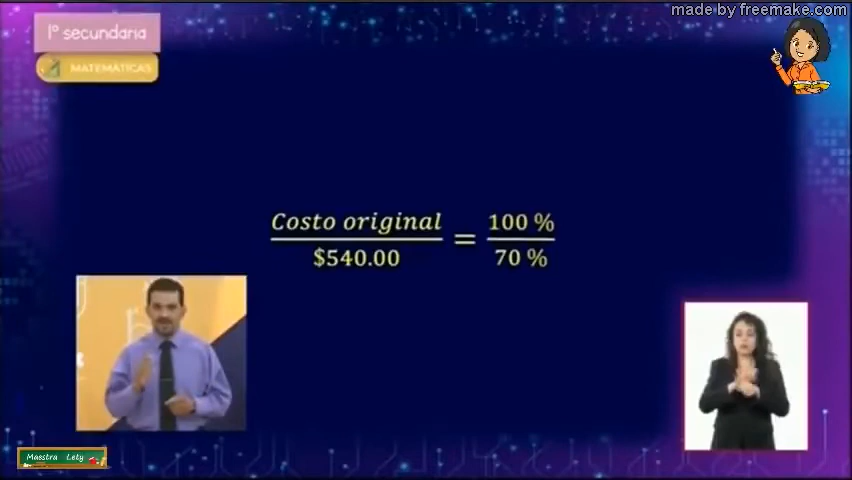 made by freemake.com
1° secundaria
MATEMÁTICAS
Costo original
$540.00
=
100 %
70 %
Maestra Lety